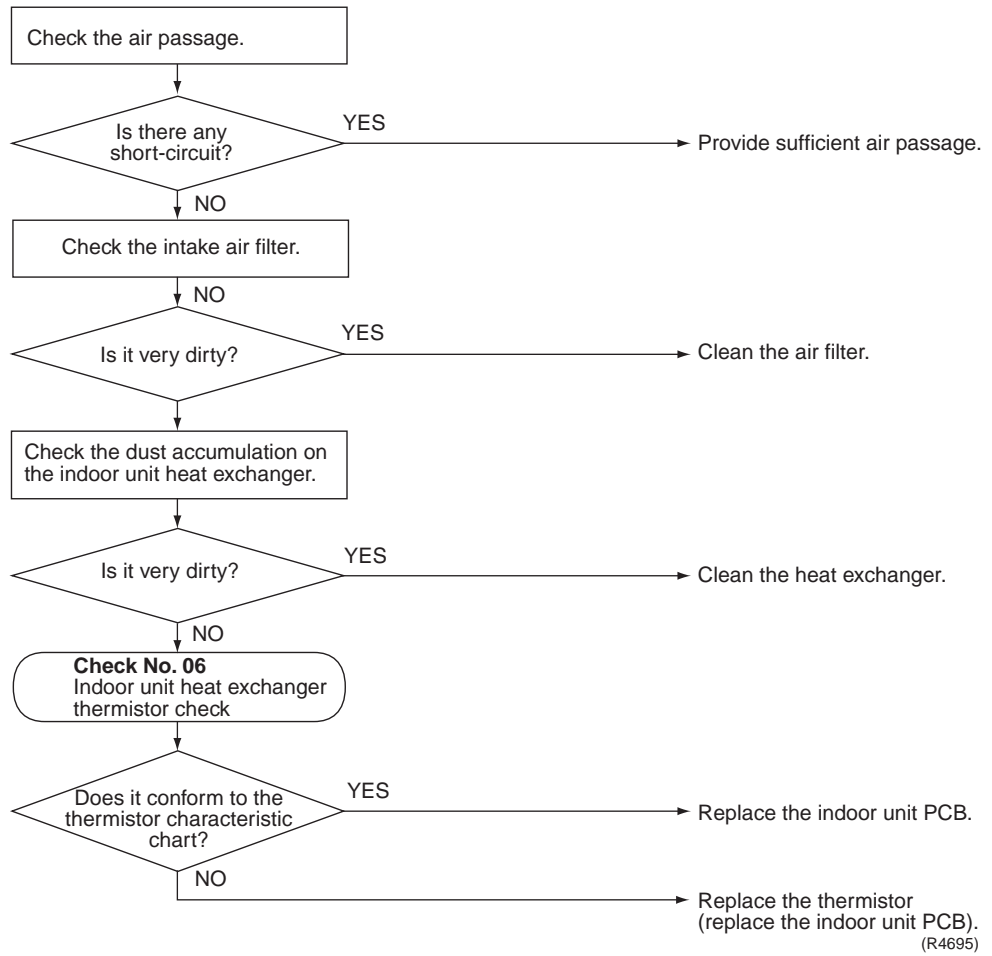 Check the air passage.
Is there any
short-circuit?
YES
Provide sufficient air passage.
NO
Check the intake air filter.
NO
Is it very dirty?
YES
Clean the air filter.
Check the dust accumulation on
the indoor unit heat exchanger.
Is it very dirty?
YES
Clean the heat exchanger.
NO
Check No. 06
Indoor unit heat exchanger
thermistor check
Does it conform to the
thermistor characteristic
chart?
YES
Replace the indoor unit PCB.
NO
Replace the thermistor
(replace the indoor unit PCB).
(R4695)